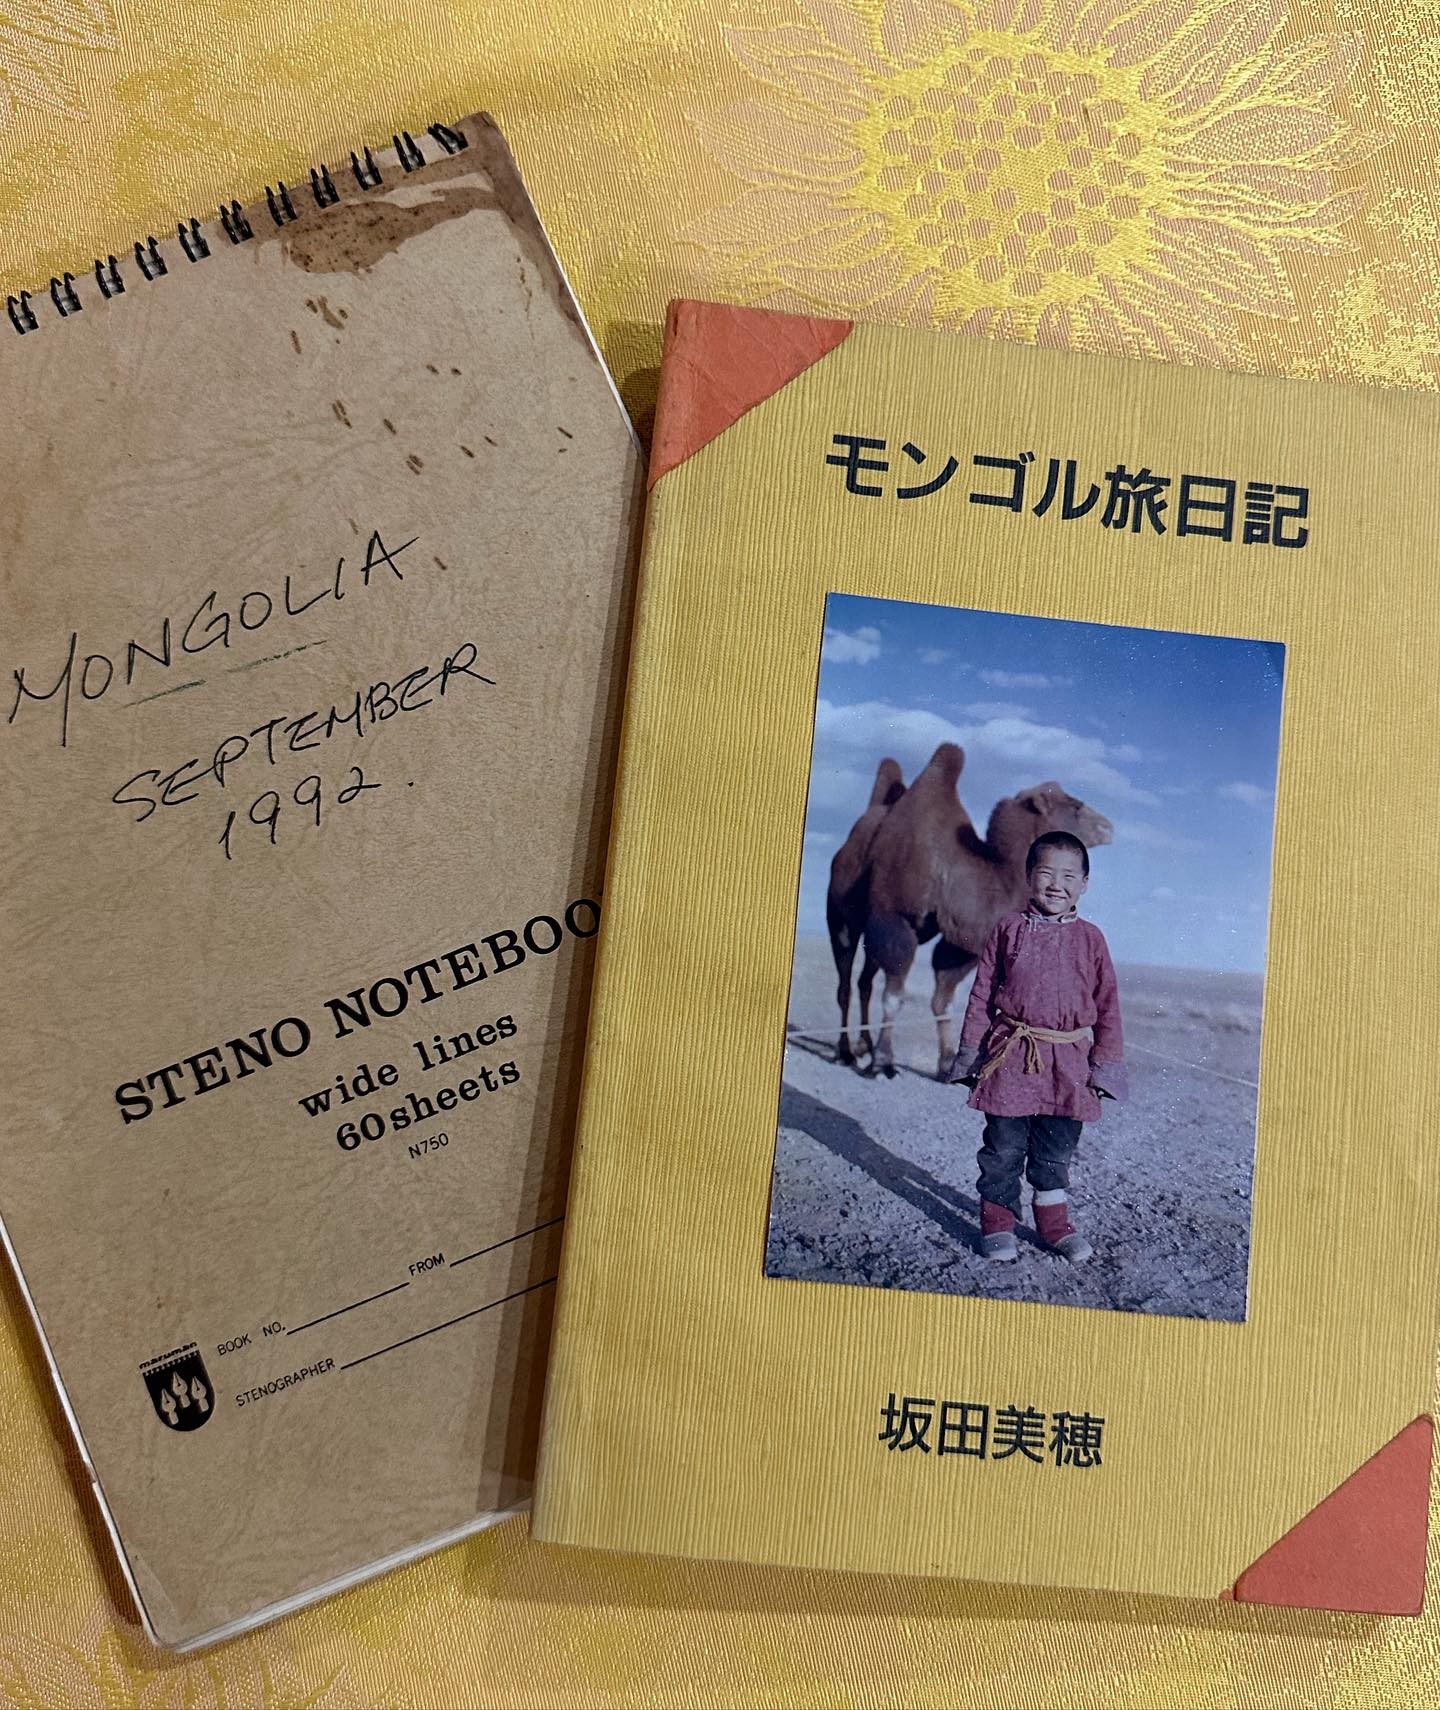 MONGOLIA
SEPTEMBER
1992.
STENO NOTEBOO
wide lines
60 sheets
N750
BOOK NO. FROM
STENOGRAPHER
maruman
モンゴル旅日記
坂田美穂